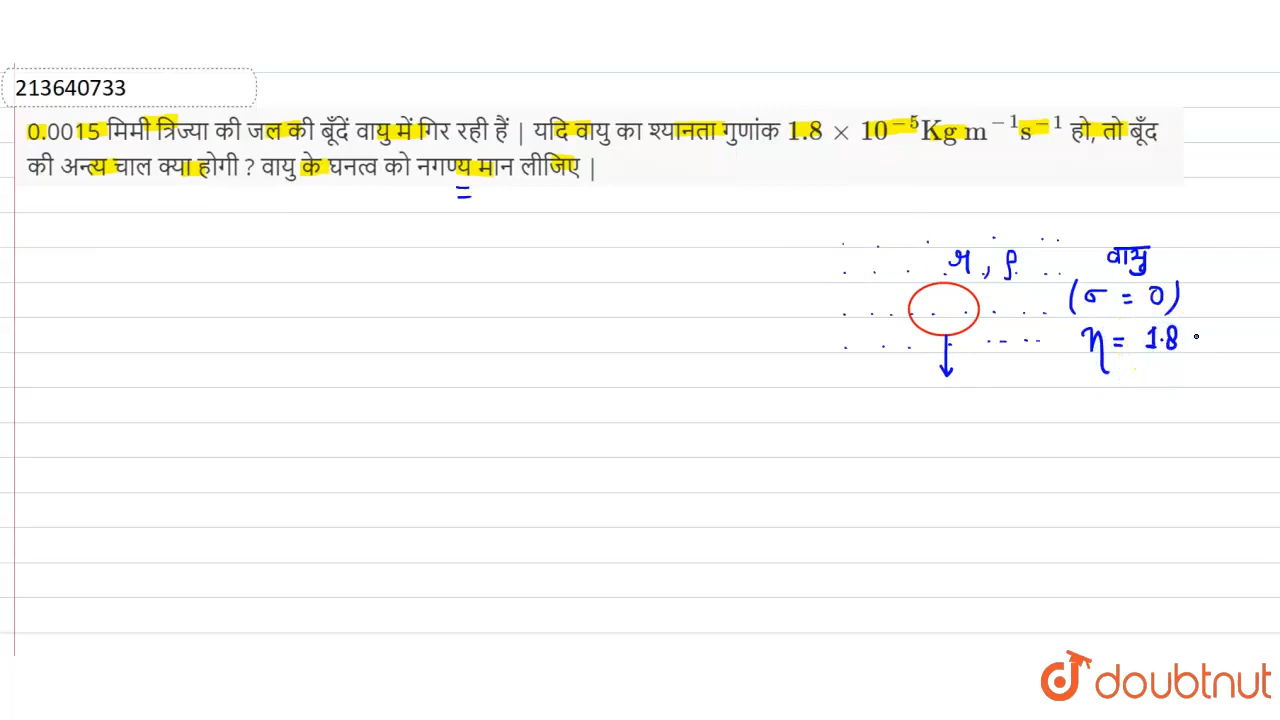 213640733
0.0015 मिमी त्रिज्या की जल की बूँदें वायु में गिर रही हैं | यदि वायु का श्यानता गुणांक 1.8 × 10⁻⁵ Kg m⁻¹ s⁻¹ हो, तो बूँद
की अन्त्य चाल क्या होगी ? वायु के घनत्व को नगण्य मान लीजिए |
r, ρ वायु
(σ = 0)
η = 1.8
doubtnut